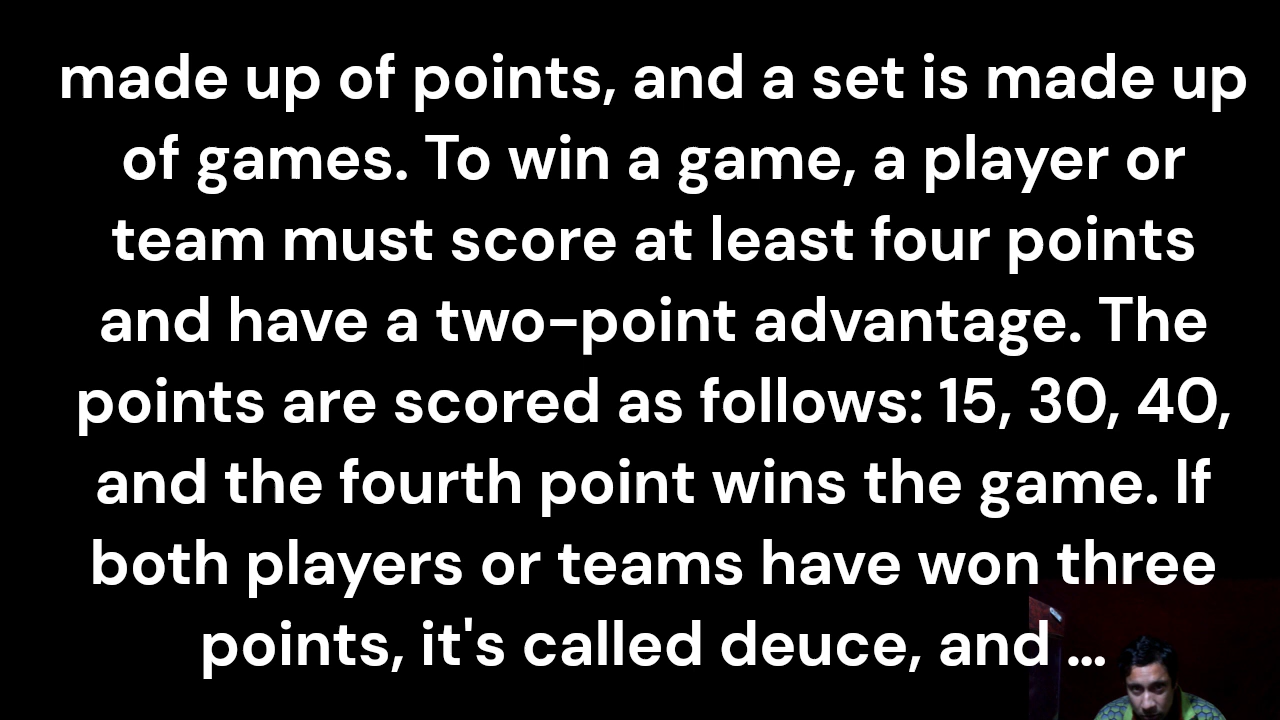 made up of points, and a set is made up
of games. To win a game, a player or
team must score at least four points
and have a two-point advantage. The
points are scored as follows: 15, 30, 40,
and the fourth point wins the game. If
both players or teams have won three
points, it's called deuce, and ...